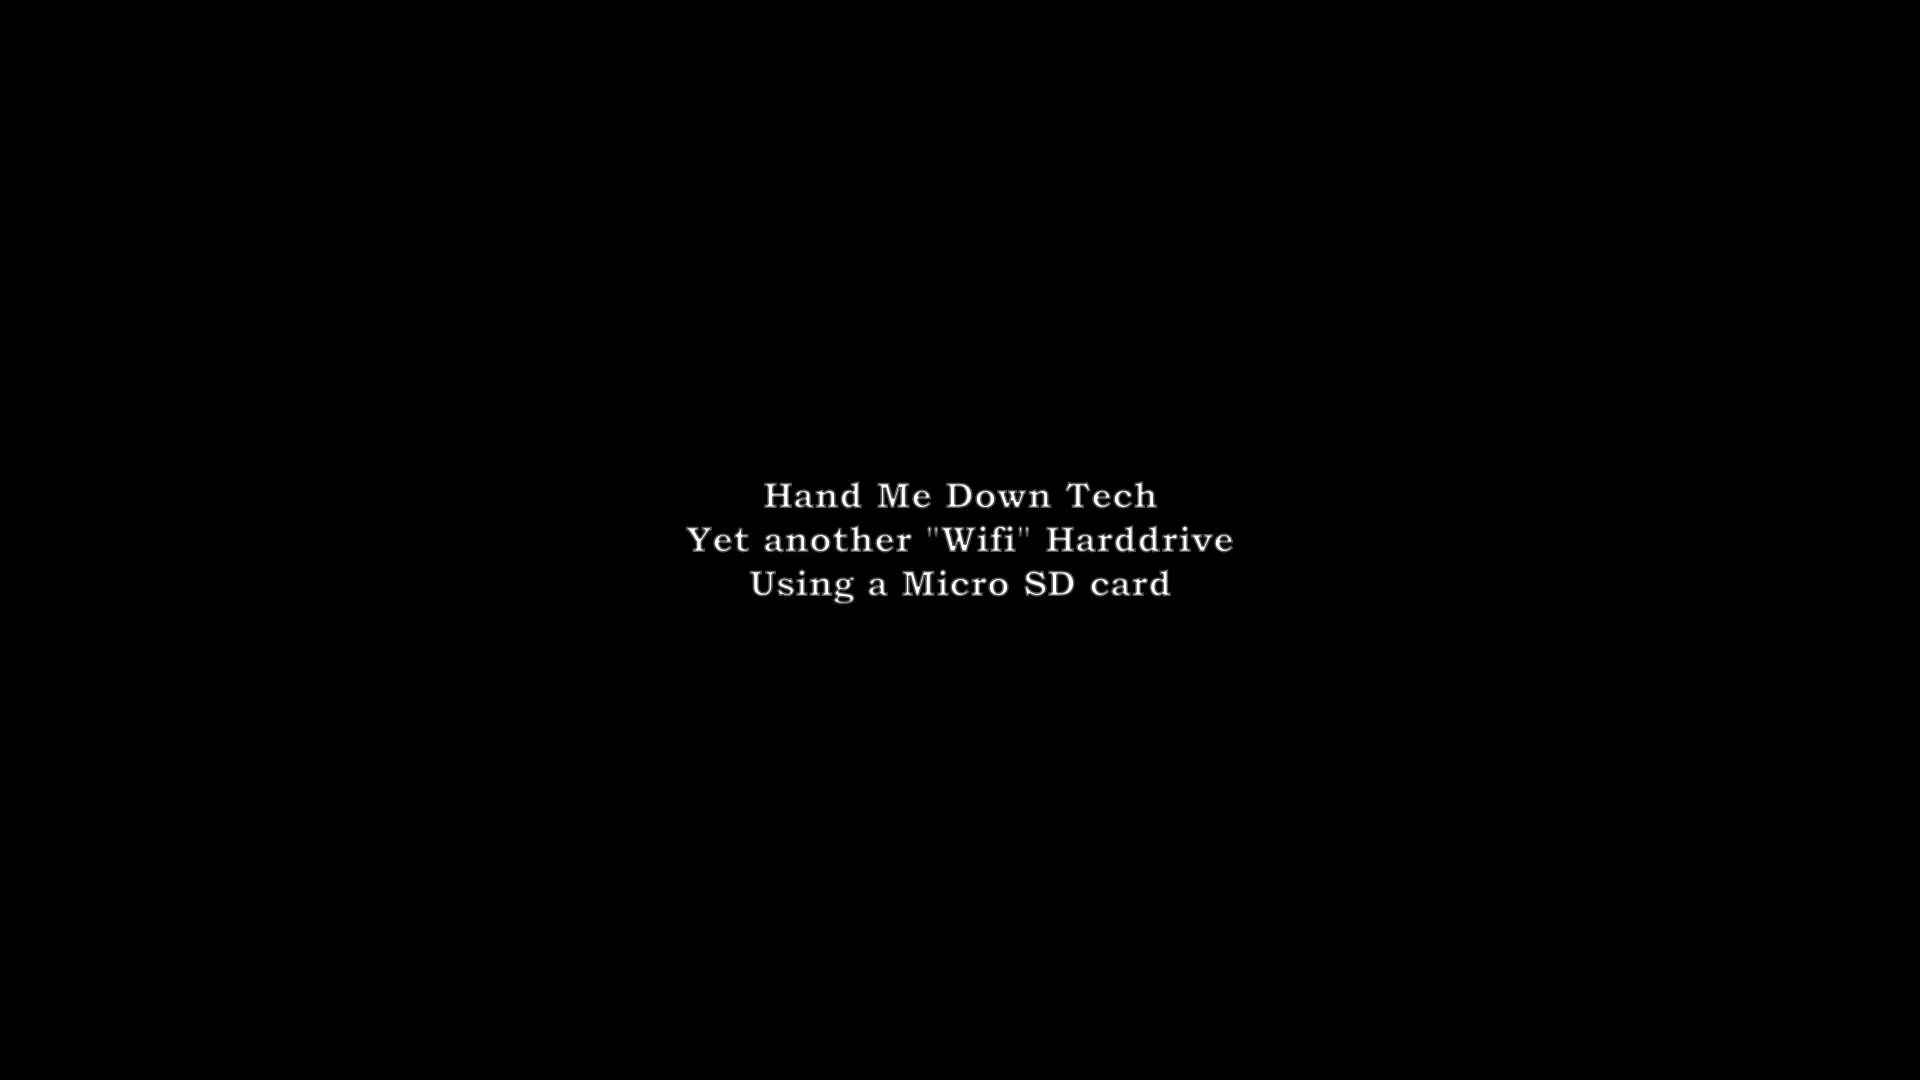 Hand Me Down Tech
Yet another "Wifi" Harddrive
Using a Micro SD card